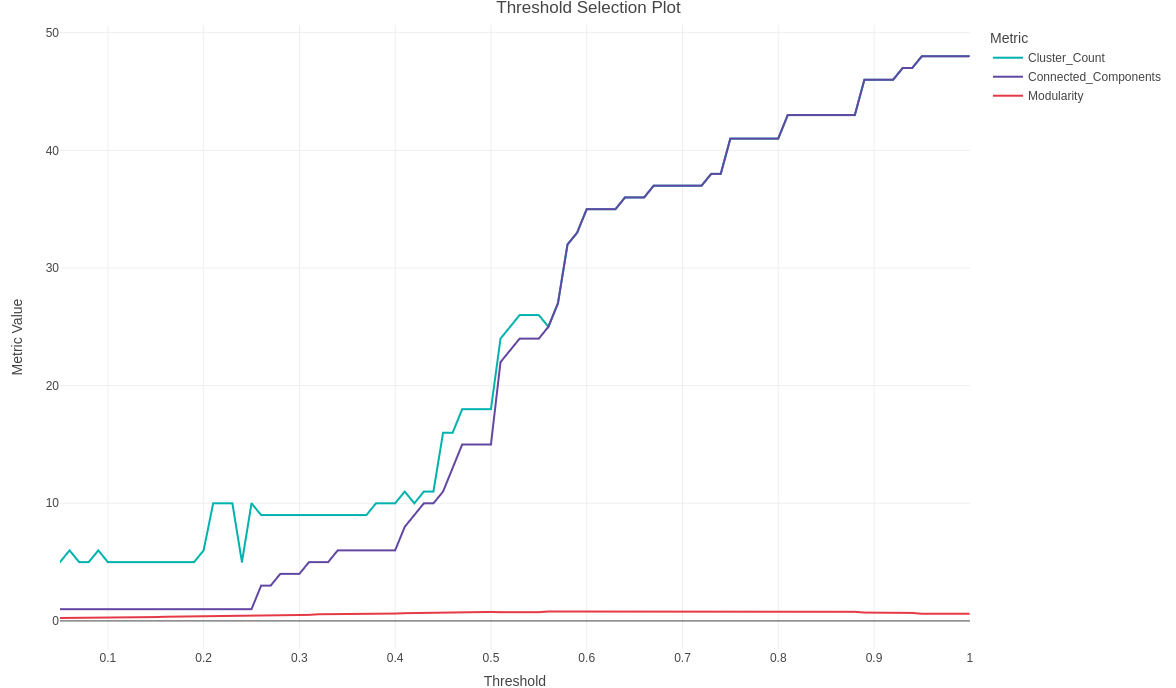 Threshold Selection Plot
Metric
Cluster_Count
Connected_Components
Modularity
Metric Value
50
40
30
20
10
0
0.1 0.2 0.3 0.4 0.5 0.6 0.7 0.8 0.9 1
Threshold